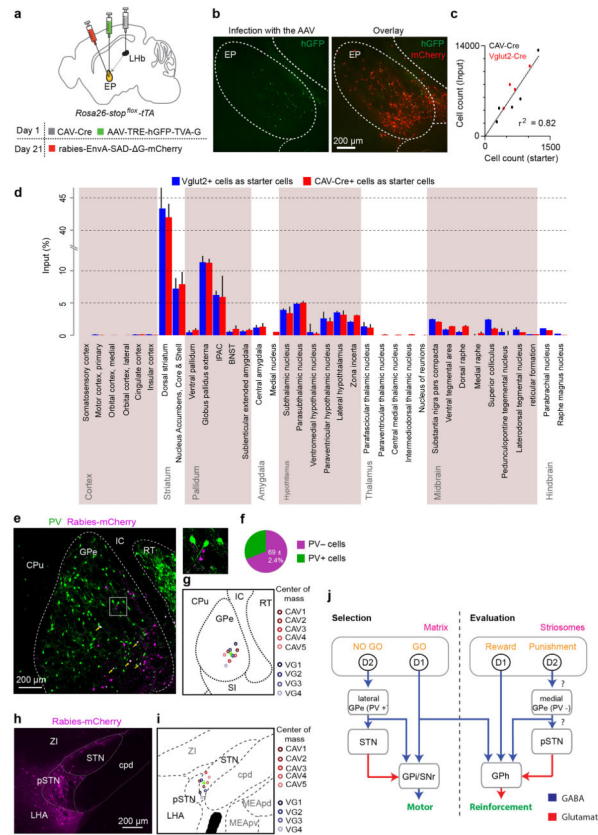 a
LHb
EP
Rosa26-stop flox-tTA
Day 1 CAV-Cre AAV-TRE-hGFP-TVA-G
Day 21 rabies-EnvA-SAD-ΔG-mCherry
b
Infection with the AAV
Overlay
hGFP
EP
hGFP
mCherry
EP
200 μm
c
CAV-Cre
Vglut2-Cre
14000
Cell count (Input)
r² = 0.82
0
0
1500
Cell count (starter)
d
Vglut2+ cells as starter cells
CAV-Cre+ cells as starter cells
Input (%)
45
40
10
5
0
Somatosensory cortex
Motor cortex, primary
Orbital cortex, medial
Orbital cortex, lateral
Cingulate cortex
Insular cortex
Dorsal striatum
Nucleus Accumbens, Core & Shell
Ventral pallidum
Globus pallidus externa
IPAC
BNST
Sublenticular extended amygdala
Central amygdala
Medial nucleus
Subthalamic nucleus
Parasubthalamic nucleus
Ventromedial hypothalamic nucleus
Paraventricular hypothalamic nucleus
Lateral hypothhalamus
Zona incerta
Parafascicular thalamic nucleus
Paraventricular thalamic nucleus
Central medial thalamic nucleus
Intermediodorsal thalamic nucleus
Nucleus of reunions
Substantia nigra pars compacta
Ventral tegmental area
Dorsal raphe
Medial raphe
Superior colliculus
Pedunculopontine tegemental nucleus
Laterodorsal tegmental nucleus
reticular formation
Parabrachial nucleus
Raphe magnus nucleus
Cortex
Striatum
Pallidum
Amygdala
Hypothlamus
Thalamus
Midbrain
Hindbrain
e
PV Rabies-mCherry
IC
GPe
RT
CPu
200 μm
f
69 ±
2.4%
PV– cells
PV+ cells
g
CPu
IC
RT
GPe
SI
Center of
mass
CAV1
CAV2
CAV3
CAV4
CAV5
VG1
VG2
VG3
VG4
h
Rabies-mCherry
ZI
STN
cpd
pSTN
LHA
200 μm
i
ZI
STN
cpd
pSTN
LHA
MEApd
MEApv
Center of
mass
CAV1
CAV2
CAV3
CAV4
CAV5
VG1
VG2
VG3
VG4
j
Selection
Evaluation
Matrix
Striosomes
NO GO
GO
Reward
Punishment
D2
D1
D1
D2
?
lateral
GPe (PV +)
medial
GPe (PV -)
?
STN
pSTN
GPi/SNr
GPh
Motor
Reinforcement
GABA
Glutamat